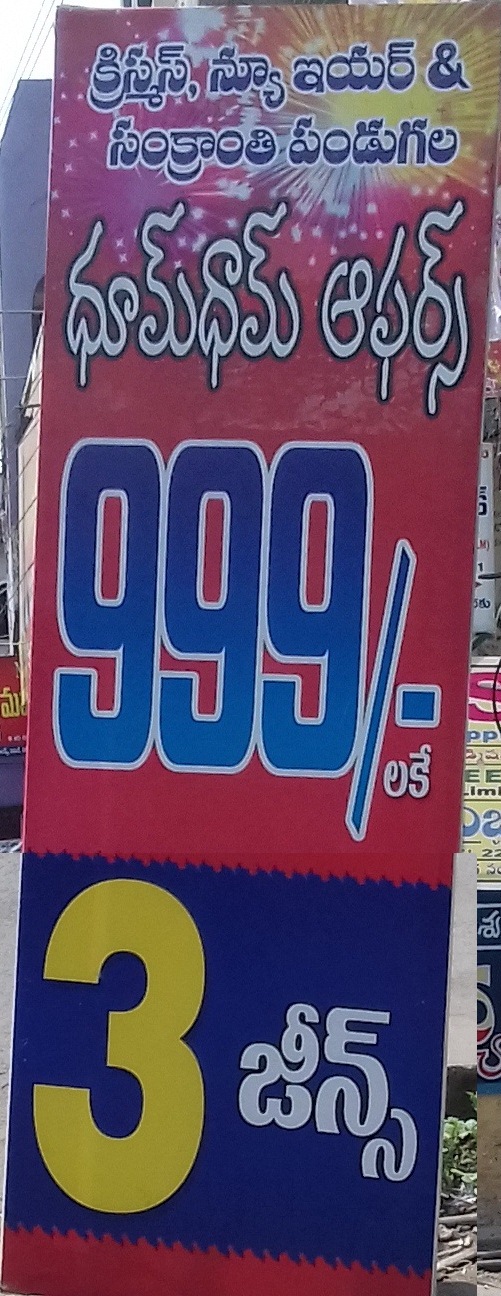 క్రిస్మస్, న్యూ ఇయర్ &
సంక్రాంతి పండుగల
ధూమ్‌ధామ్ ఆఫర్స్
999/-
లకే
3 జీన్స్